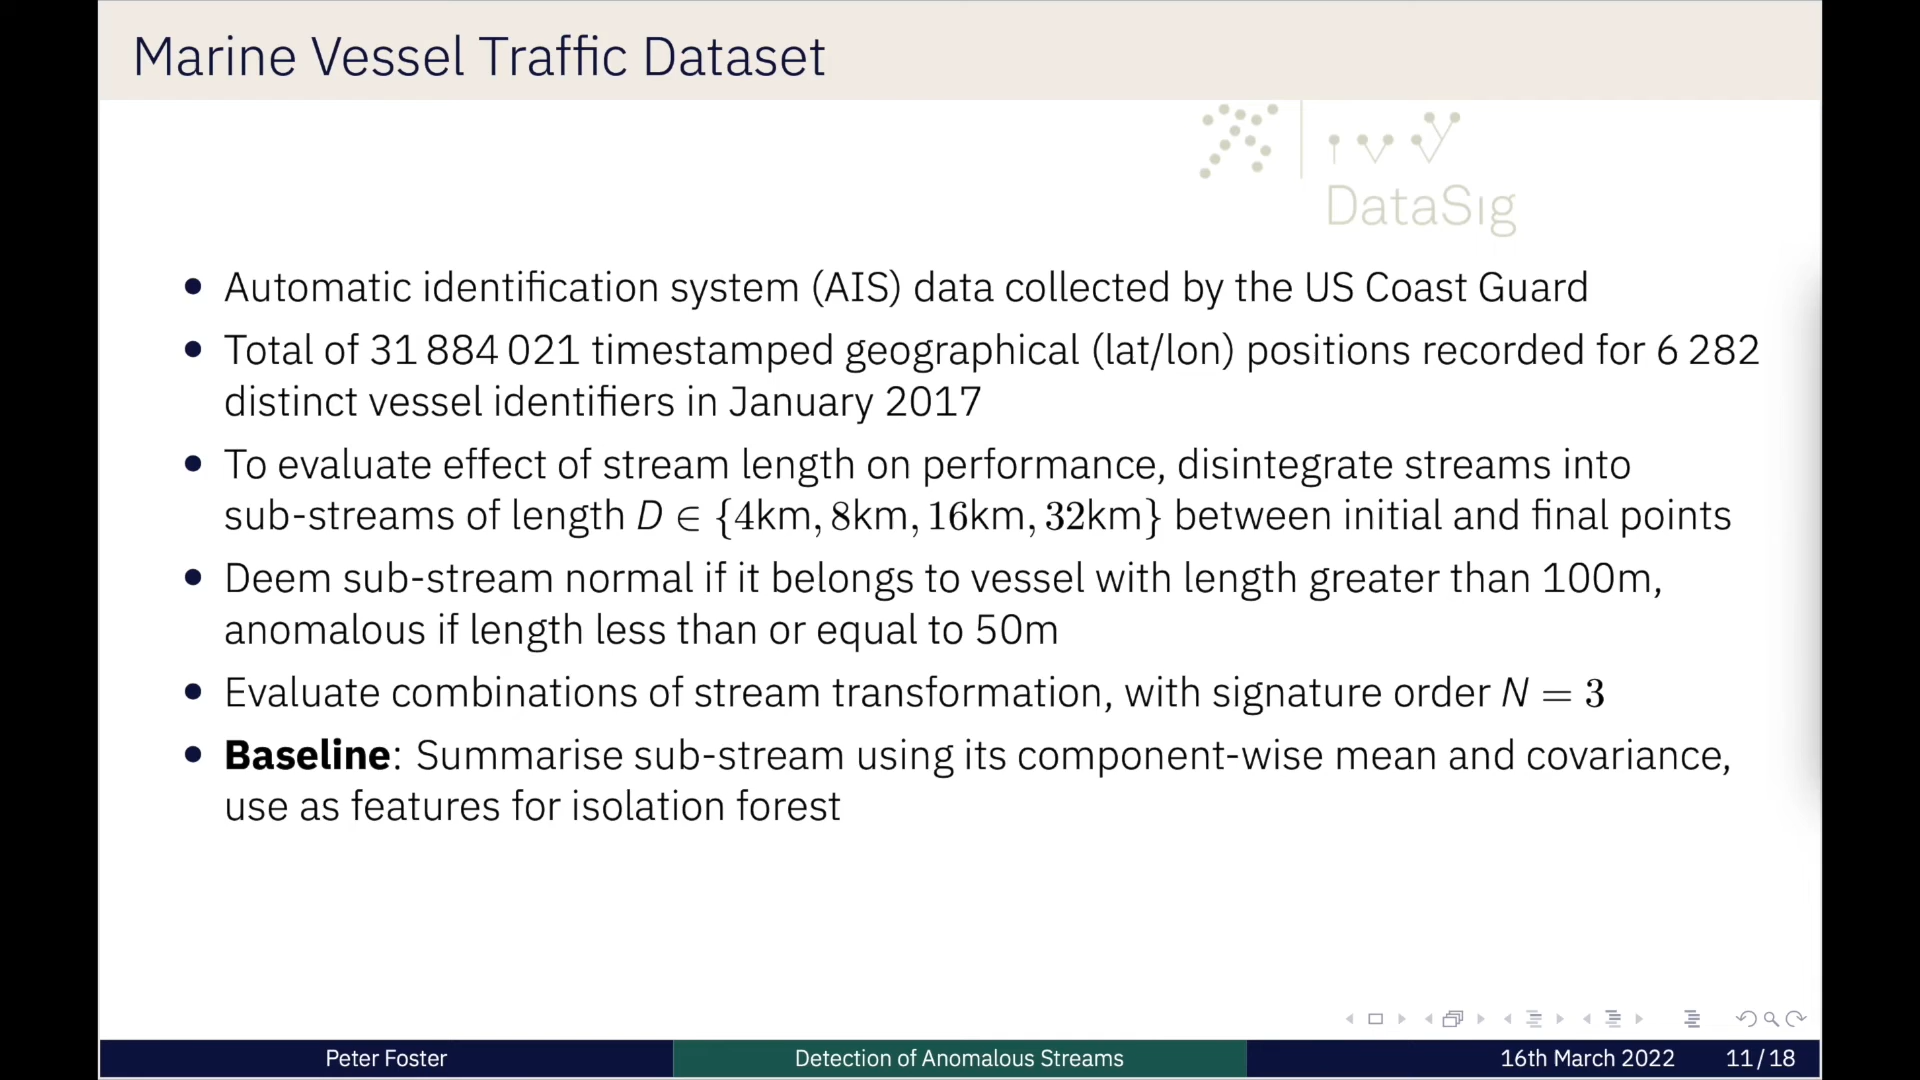 Marine Vessel Traffic Dataset
DataSig
• Automatic identification system (AIS) data collected by the US Coast Guard
• Total of 31 884 021 timestamped geographical (lat/lon) positions recorded for 6 282
distinct vessel identifiers in January 2017
• To evaluate effect of stream length on performance, disintegrate streams into
sub-streams of length D ∈ {4km, 8km, 16km, 32km} between initial and final points
• Deem sub-stream normal if it belongs to vessel with length greater than 100m,
anomalous if length less than or equal to 50m
• Evaluate combinations of stream transformation, with signature order N = 3
• Baseline: Summarise sub-stream using its component-wise mean and covariance,
use as features for isolation forest
Peter Foster
Detection of Anomalous Streams
16th March 2022
11 / 18